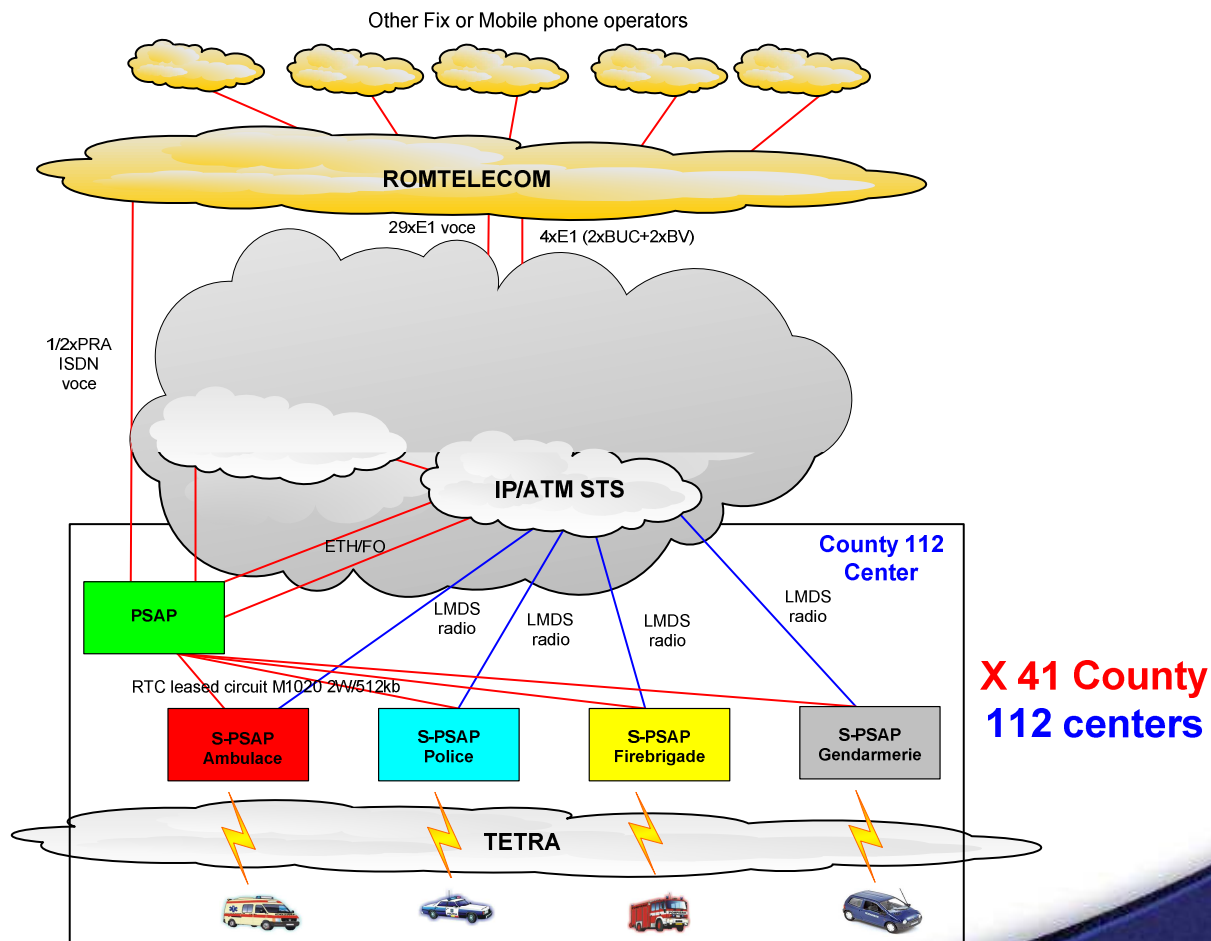 Other Fix or Mobile phone operators
ROMTELECOM
29xE1 voce
4xE1 (2xBUC+2xBV)
1/2xPRA
ISDN
voce
IP/ATM STS
ETH/FO
County 112
Center
PSAP
LMDS
radio
LMDS
radio
LMDS
radio
LMDS
radio
RTC leased circuit M1020 2W/512kb
X 41 County
112 centers
S-PSAP
Ambulace
S-PSAP
Police
S-PSAP
Firebrigade
S-PSAP
Gendarmerie
TETRA